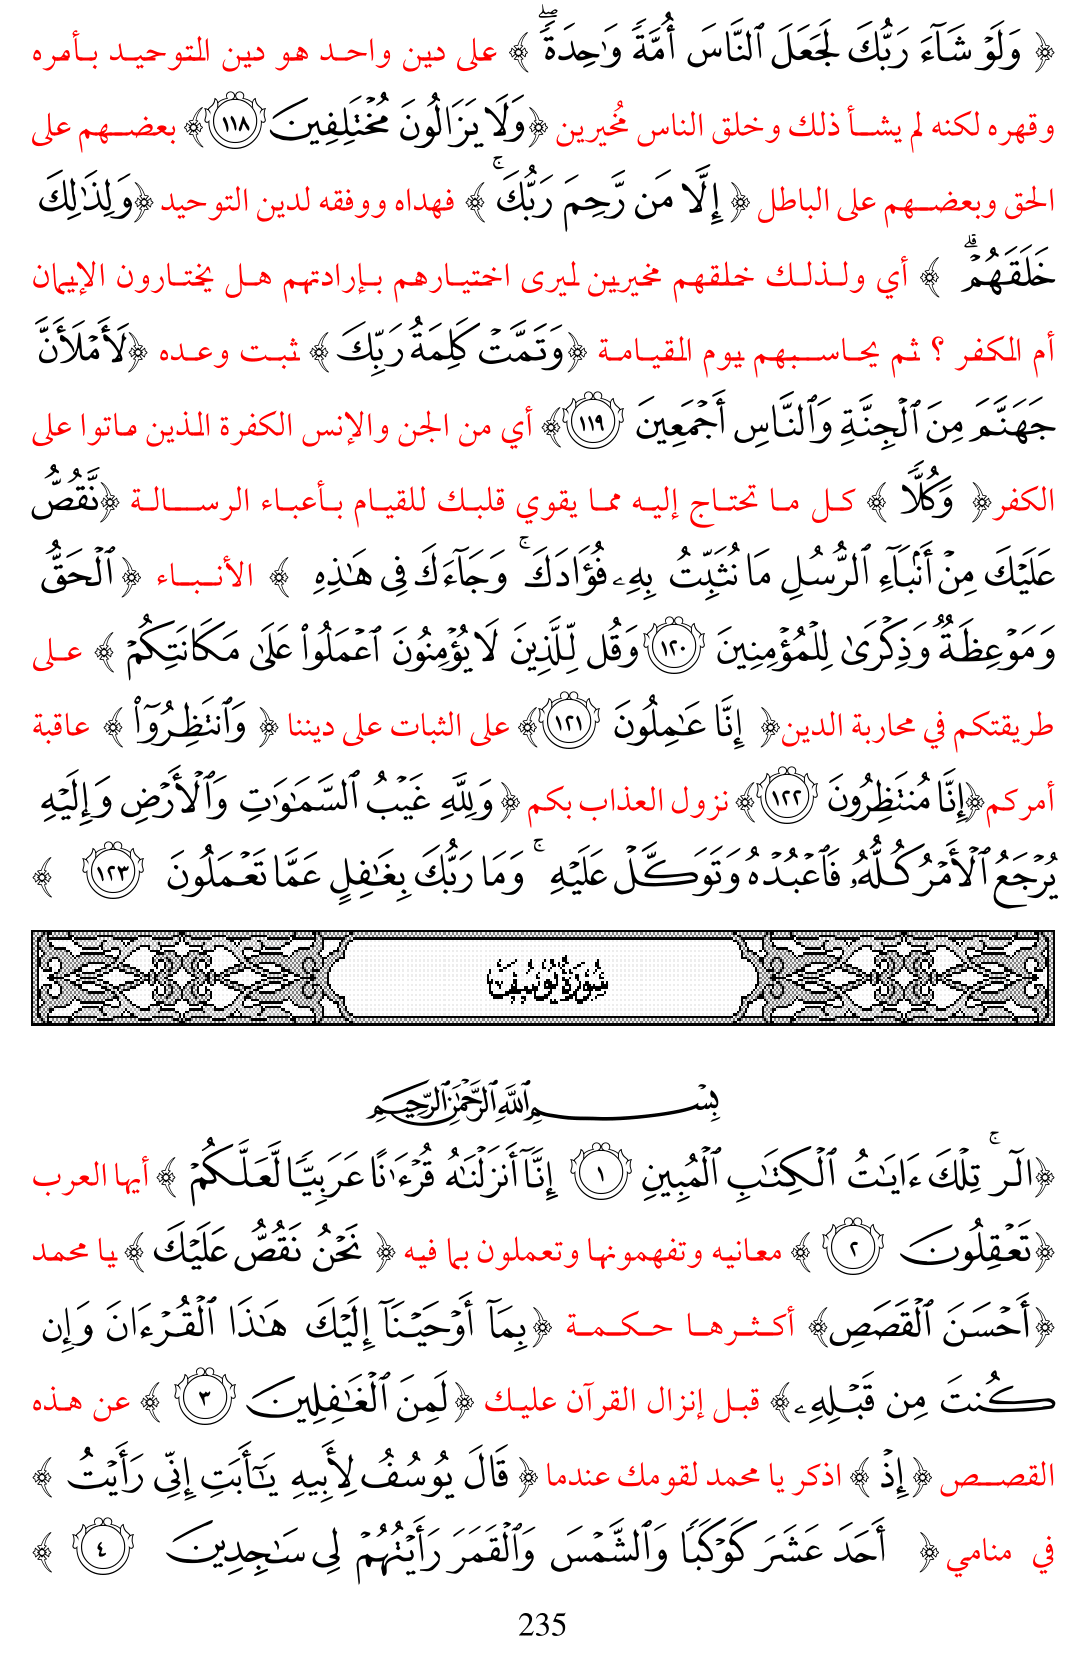 ﴿ وَلَوْ شَآءَ رَبُّكَ لَجَعَلَ ٱلنَّاسَ أُمَّةً وَٰحِدَةًۖ ﴾ على دين واحد هو دين التوحيد بأمره
وقهره لكنه لم يشأ ذلك وخلق الناس مُخيرين ﴿وَلَا يَزَالُونَ مُخْتَلِفِينَ ۝١١٨﴾ بعضهم على
الحق وبعضهم على الباطل ﴿ إِلَّا مَن رَّحِمَ رَبُّكَۚ ﴾ فهداه ووفقه لدين التوحيد ﴿وَلِذَٰلِكَ
خَلَقَهُمْۗ ﴾ أي ولذلك خلقهم مخيرين ليرى اختيارهم بإرادتهم هل يختارون الإيمان
أم الكفر ؟ ثم يحاسبهم يوم القيامة ﴿وَتَمَّتْ كَلِمَةُ رَبِّكَ ﴾ ثبت وعده ﴿لَأَمْلَأَنَّ
جَهَنَّمَ مِنَ ٱلْجِنَّةِ وَٱلنَّاسِ أَجْمَعِينَ ۝١١٩﴾ أي من الجن والإنس الكفرة الذين ماتوا على
الكفر﴿ وَكُلًّا ﴾ كل ما تحتاج إليه مما يقوي قلبك للقيام بأعباء الرسالة ﴿نَّقُصُّ
عَلَيْكَ مِنْ أَنۢبَآءِ ٱلرُّسُلِ مَا نُثَبِّتُ بِهِۦ فُؤَادَكَۚ وَجَآءَكَ فِى هَٰذِهِ ﴾ الأنباء ﴿ ٱلْحَقُّ
وَمَوْعِظَةٌ وَذِكْرَىٰ لِلْمُؤْمِنِينَ ۝١٢٠ وَقُل لِّلَّذِينَ لَا يُؤْمِنُونَ ٱعْمَلُوا۟ عَلَىٰ مَكَانَتِكُمْ ﴾ على
طريقتكم في محاربة الدين﴿ إِنَّا عَٰمِلُونَ ۝١٢١﴾ على الثبات على ديننا ﴿ وَٱنتَظِرُوٓا۟ ﴾ عاقبة
أمركم﴿إِنَّا مُنتَظِرُونَ ۝١٢٢﴾ نزول العذاب بكم ﴿ وَلِلَّهِ غَيْبُ ٱلسَّمَٰوَٰتِ وَٱلْأَرْضِ وَإِلَيْهِ
يُرْجَعُ ٱلْأَمْرُ كُلُّهُۥ فَٱعْبُدْهُ وَتَوَكَّلْ عَلَيْهِۚ وَمَا رَبُّكَ بِغَٰفِلٍ عَمَّا تَعْمَلُونَ ۝١٢٣ ﴾
سُورَةُ يُوسُفَ
بِسْمِ ٱللَّهِ ٱلرَّحْمَٰنِ ٱلرَّحِيمِ
﴿الٓرۚ تِلْكَ ءَايَٰتُ ٱلْكِتَٰبِ ٱلْمُبِينِ ۝١ إِنَّآ أَنزَلْنَٰهُ قُرْءَٰنًا عَرَبِيًّا لَّعَلَّكُمْ ﴾ أيها العرب
﴿تَعْقِلُونَ ۝٢ ﴾ معانيه وتفهمونها وتعملون بما فيه ﴿ نَحْنُ نَقُصُّ عَلَيْكَ ﴾ يا محمد
﴿أَحْسَنَ ٱلْقَصَصِ﴾ أكثرها حكمة ﴿بِمَآ أَوْحَيْنَآ إِلَيْكَ هَٰذَا ٱلْقُرْءَانَ وَإِن
كُنتَ مِن قَبْلِهِۦ ﴾ قبل إنزال القرآن عليك ﴿لَمِنَ ٱلْغَٰفِلِينَ ۝٣ ﴾ عن هذه
القصص ﴿إِذْ ﴾ اذكر يا محمد لقومك عندما ﴿ قَالَ يُوسُفُ لِأَبِيهِ يَٰٓأَبَتِ إِنِّى رَأَيْتُ ﴾
في منامي ﴿ أَحَدَ عَشَرَ كَوْكَبًا وَٱلشَّمْسَ وَٱلْقَمَرَ رَأَيْتُهُمْ لِى سَٰجِدِينَ ۝٤ ﴾
235